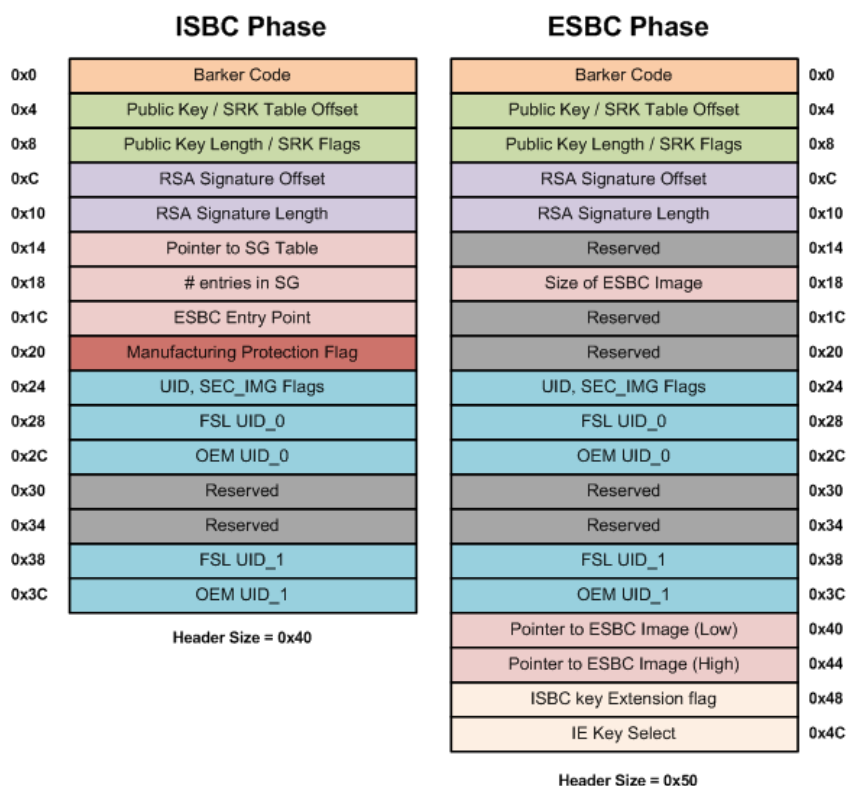 ISBC Phase
0x0 Barker Code
0x4 Public Key / SRK Table Offset
0x8 Public Key Length / SRK Flags
0xC RSA Signature Offset
0x10 RSA Signature Length
0x14 Pointer to SG Table
0x18 # entries in SG
0x1C ESBC Entry Point
0x20 Manufacturing Protection Flag
0x24 UID, SEC_IMG Flags
0x28 FSL UID_0
0x2C OEM UID_0
0x30 Reserved
0x34 Reserved
0x38 FSL UID_1
0x3C OEM UID_1
Header Size = 0x40
ESBC Phase
Barker Code 0x0
Public Key / SRK Table Offset 0x4
Public Key Length / SRK Flags 0x8
RSA Signature Offset 0xC
RSA Signature Length 0x10
Reserved 0x14
Size of ESBC Image 0x18
Reserved 0x1C
Reserved 0x20
UID, SEC_IMG Flags 0x24
FSL UID_0 0x28
OEM UID_0 0x2C
Reserved 0x30
Reserved 0x34
FSL UID_1 0x38
OEM UID_1 0x3C
Pointer to ESBC Image (Low) 0x40
Pointer to ESBC Image (High) 0x44
ISBC key Extension flag 0x48
IE Key Select 0x4C
Header Size = 0x50